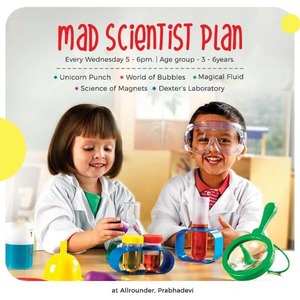 MAD SCIENTIST PLAN
Every Wednesday 5 - 6pm. | Age group - 3 - 6years.
• Unicorn Punch • World of Bubbles • Magical Fluid
• Science of Magnets • Dexter's Laboratory
at Allrounder, Prabhadevi